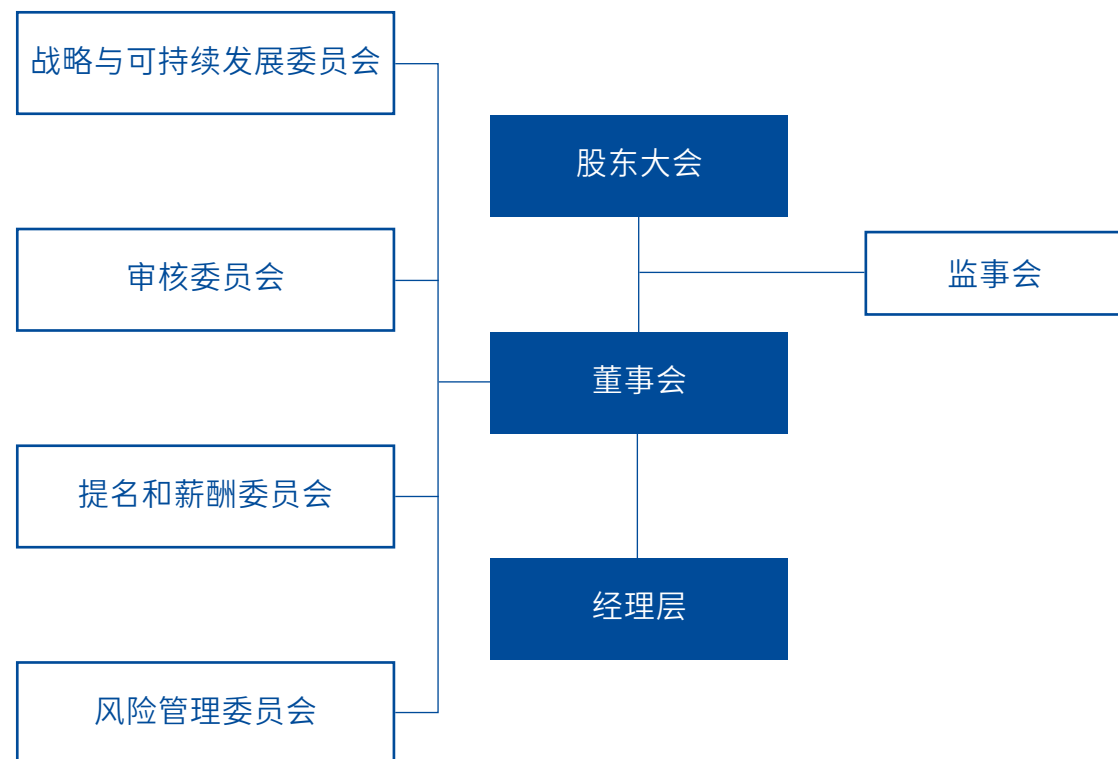 战略与可持续发展委员会
股东大会
审核委员会
监事会
董事会
提名和薪酬委员会
经理层
风险管理委员会